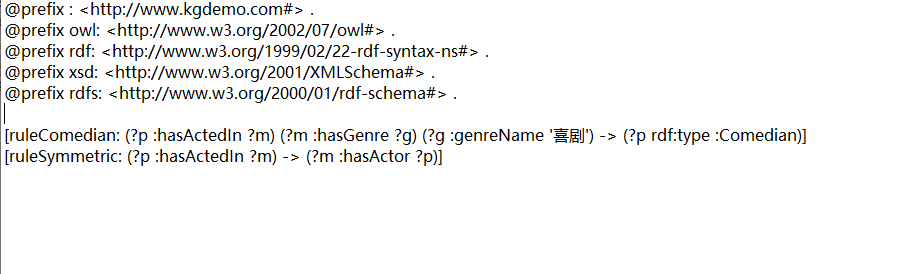 @prefix : <http://www.kgdemo.com#> .
@prefix owl: <http://www.w3.org/2002/07/owl#> .
@prefix rdf: <http://www.w3.org/1999/02/22-rdf-syntax-ns#> .
@prefix xsd: <http://www.w3.org/2001/XMLSchema#> .
@prefix rdfs: <http://www.w3.org/2000/01/rdf-schema#> .
[ruleComedian: (?p :hasActedIn ?m) (?m :hasGenre ?g) (?g :genreName '喜剧') -> (?p rdf:type :Comedian)]
[ruleSymmetric: (?p :hasActedIn ?m) -> (?m :hasActor ?p)]